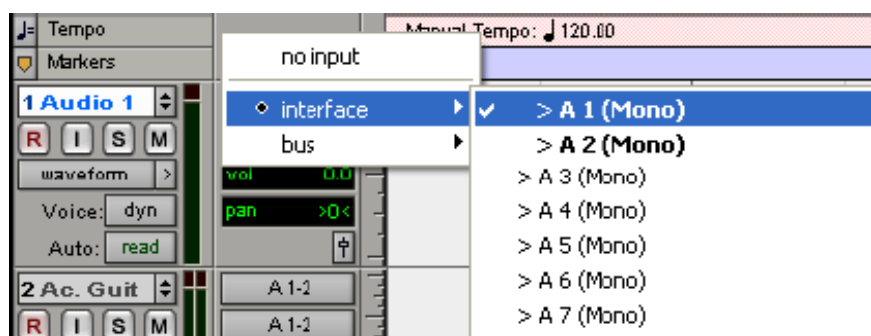 Tempo
Manual Tempo: 120.00
Markers
no input
1 Audio 1
interface
> A 1 (Mono)
R I S M
bus
> A 2 (Mono)
waveform >
vol 0.0
> A 3 (Mono)
Voice: dyn
pan >0<
> A 4 (Mono)
Auto: read
> A 5 (Mono)
2 Ac. Guit
A 1-2
> A 6 (Mono)
R I S M
A 1-2
> A 7 (Mono)